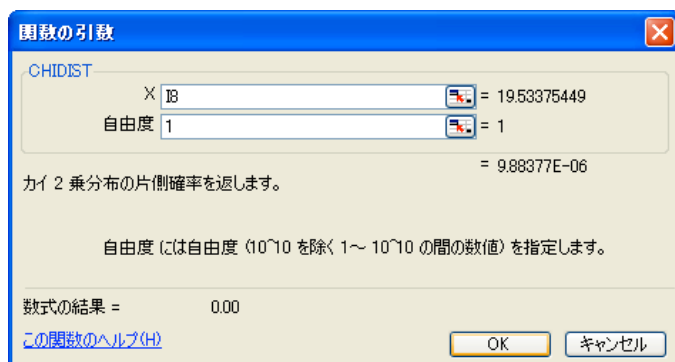 関数の引数
CHIDIST
X I8 = 19.53375449
自由度 1 = 1
= 9.88377E-06
カイ 2 乗分布の片側確率を返します。
自由度 には自由度 (10^10 を除く 1～ 10^10 の間の数値) を指定します。
数式の結果 = 0.00
この関数のヘルプ(H)
OK キャンセル